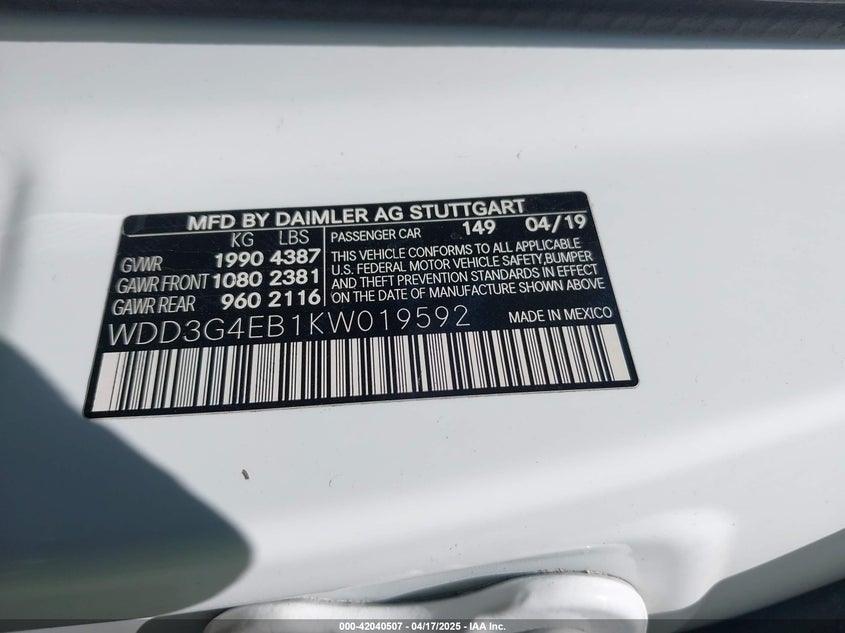 MFD BY DAIMLER AG STUTTGART
KG LBS
GVWR 1990 4387
GAWR FRONT 1080 2381
GAWR REAR 960 2116
PASSENGER CAR 149 04/19
THIS VEHICLE CONFORMS TO ALL APPLICABLE
U.S. FEDERAL MOTOR VEHICLE SAFETY, BUMPER
AND THEFT PREVENTION STANDARDS IN EFFECT
ON THE DATE OF MANUFACTURE SHOWN ABOVE
WDD3G4EB1KW019592
MADE IN MEXICO
000-42040507 - 04/17/2025 - IAA Inc.